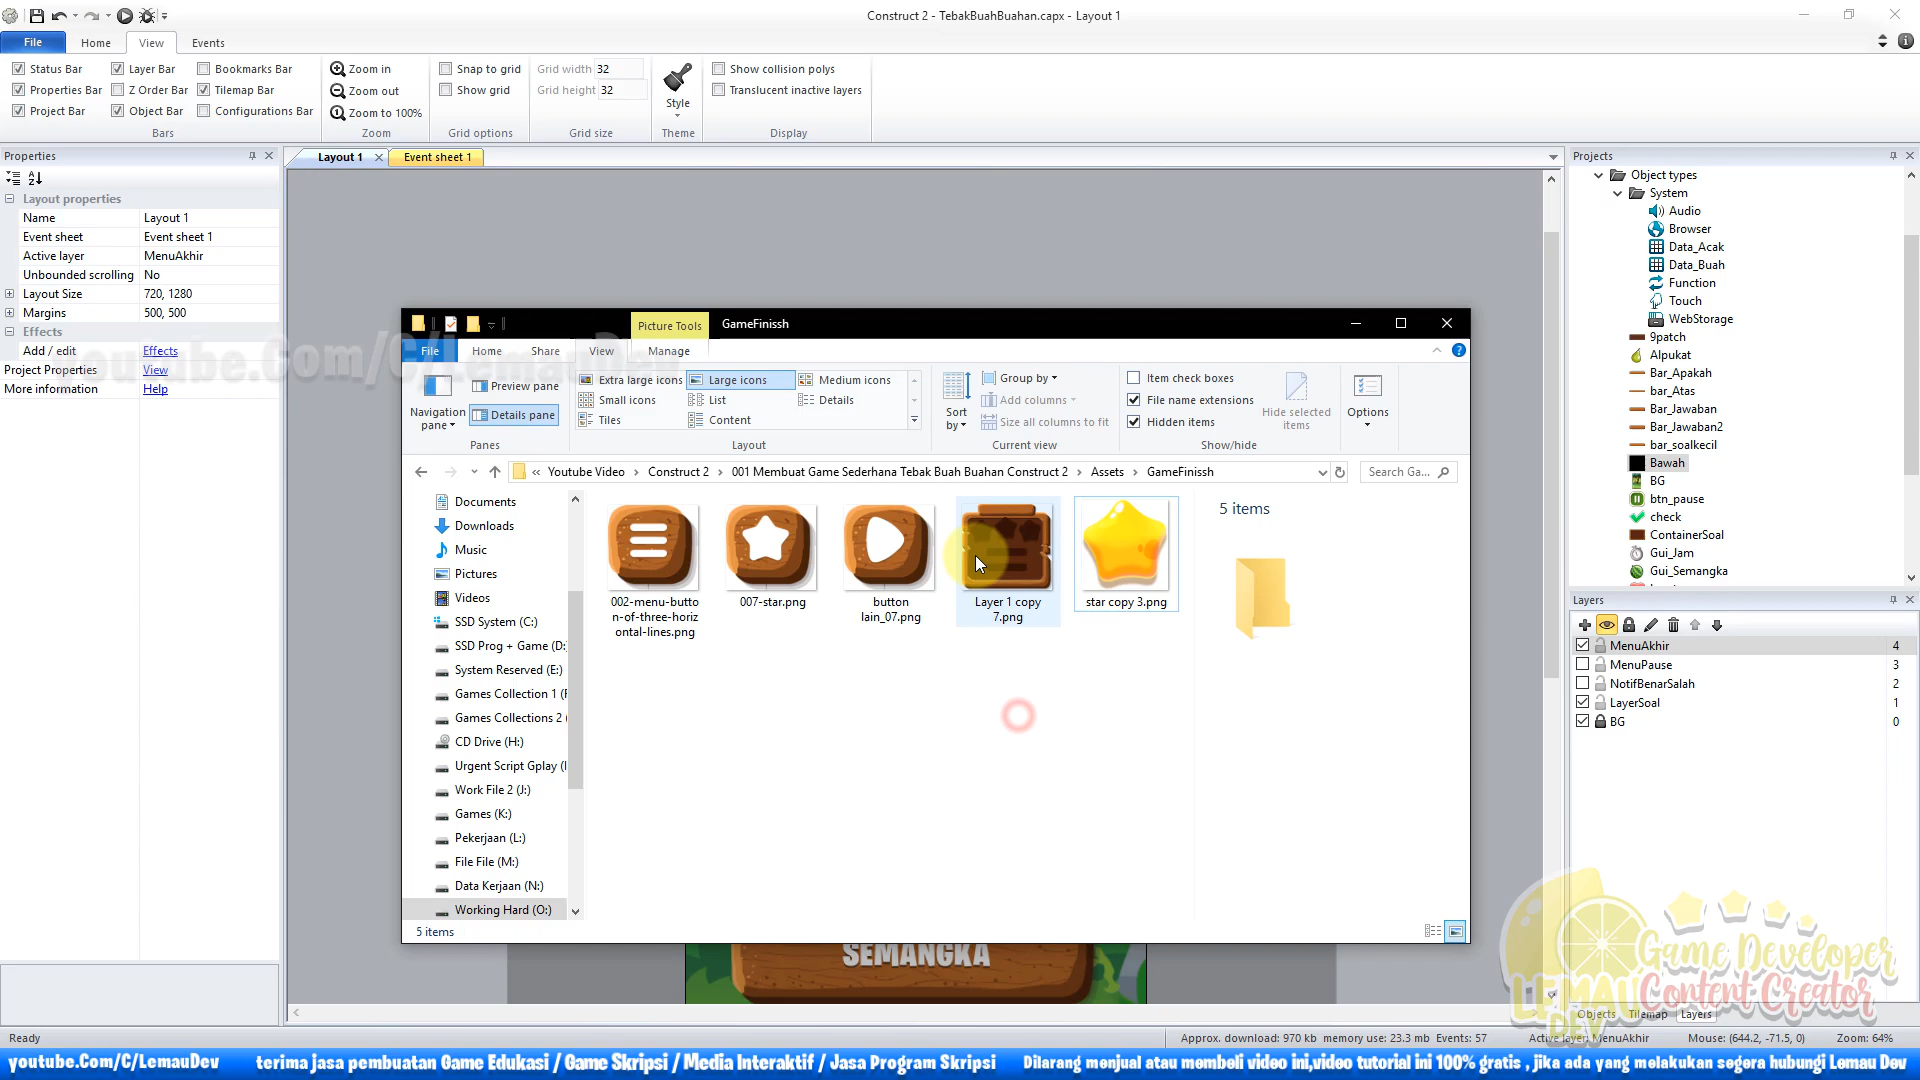 Construct 2 - TebakBuahBuahan.capx - Layout 1
File
Home
View
Events
Status Bar
Layer Bar
Bookmarks Bar
Properties Bar
Z Order Bar
Tilemap Bar
Project Bar
Object Bar
Configurations Bar
Bars
Zoom in
Zoom out
Zoom to 100%
Zoom
Snap to grid
Show grid
Grid options
Grid width 32
Grid height 32
Grid size
Style
Theme
Show collision polys
Translucent inactive layers
Display
Properties
Layout properties
Name Layout 1
Event sheet Event sheet 1
Active layer MenuAkhir
Unbounded scrolling No
Layout Size 720, 1280
Margins 500, 500
Effects
Add / edit Effects
Project Properties View
More information Help
Layout 1
Event sheet 1
Youtube.Com/C/LemauDev
Picture Tools
GameFinissh
File
Home
Share
View
Manage
Navigation pane
Preview pane
Details pane
Panes
Extra large icons
Large icons
Medium icons
Small icons
List
Details
Tiles
Content
Layout
Sort by
Group by
Add columns
Size all columns to fit
Current view
Item check boxes
File name extensions
Hidden items
Hide selected items
Show/hide
Options
« Youtube Video > Construct 2 > 001 Membuat Game Sederhana Tebak Buah Buahan Construct 2 > Assets > GameFinissh
Search Ga...
Documents
Downloads
Music
Pictures
Videos
SSD System (C:)
SSD Prog + Game (D:
System Reserved (E:)
Games Collection 1 (F
Games Collections 2 (
CD Drive (H:)
Urgent Script Gplay (I
Work File 2 (J:)
Games (K:)
Pekerjaan (L:)
File File (M:)
Data Kerjaan (N:)
Working Hard (O:)
002-menu-butto
n-of-three-horiz
ontal-lines.png
007-star.png
button
lain_07.png
Layer 1 copy
7.png
star copy 3.png
5 items
5 items
SEMANGKA
Projects
Object types
System
Audio
Browser
Data_Acak
Data_Buah
Function
Touch
WebStorage
9patch
Alpukat
Bar_Apakah
bar_Atas
Bar_Jawaban
Bar_Jawaban2
bar_soalkecil
Bawah
BG
btn_pause
check
ContainerSoal
Gui_Jam
Gui_Semangka
Layers
MenuAkhir 4
MenuPause 3
NotifBenarSalah 2
LayerSoal 1
BG 0
Game Developer
Content Creator
LEMAU
DEV
Objects
Tilemap
Layers
Ready
Approx. download: 970 kb
memory use: 23.3 mb
Events: 57
Active layer: MenuAkhir
Mouse: (644.2, -71.5, 0)
Zoom: 64%
youtube.Com/C/LemauDev
terima jasa pembuatan Game Edukasi / Game Skripsi / Media Interaktif / Jasa Program Skripsi
Dilarang menjual atau membeli video ini,video tutorial ini 100% gratis , jika ada yang melakukan segera hubungi Lemau Dev